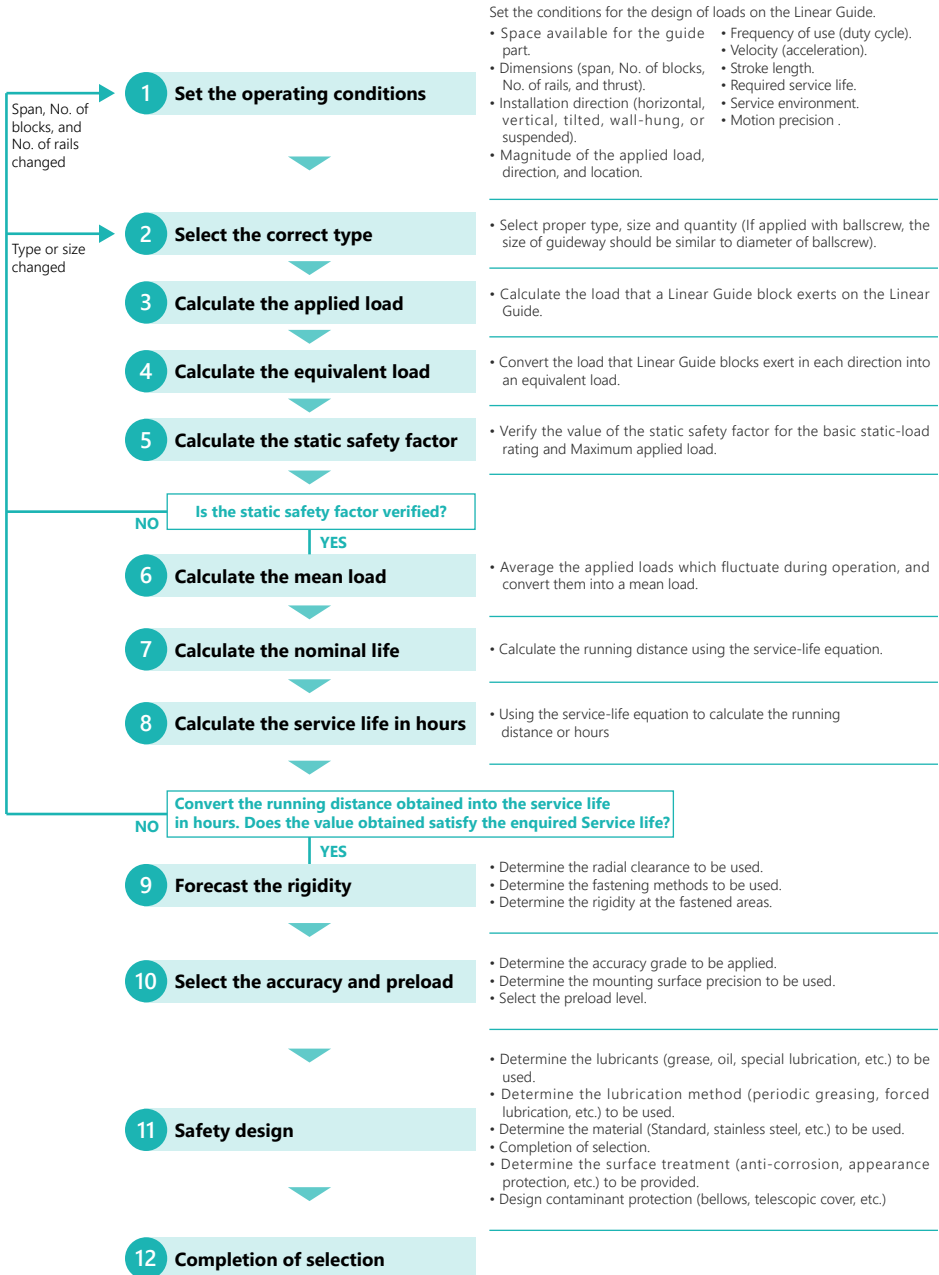 Set the conditions for the design of loads on the Linear Guide.
• Space available for the guide
part.
• Dimensions (span, No. of blocks,
No. of rails, and thrust).
• Installation direction (horizontal,
vertical, tilted, wall-hung, or
suspended).
• Magnitude of the applied load,
direction, and location.
• Frequency of use (duty cycle).
• Velocity (acceleration).
• Stroke length.
• Required service life.
• Service environment.
• Motion precision .
1 Set the operating conditions
Span, No. of
blocks, and
No. of rails
changed
2 Select the correct type
Type or size
changed
• Select proper type, size and quantity (If applied with ballscrew, the
size of guideway should be similar to diameter of ballscrew).
3 Calculate the applied load
• Calculate the load that a Linear Guide block exerts on the Linear
Guide.
4 Calculate the equivalent load
• Convert the load that Linear Guide blocks exert in each direction into
an equivalent load.
5 Calculate the static safety factor
• Verify the value of the static safety factor for the basic static-load
rating and Maximum applied load.
Is the static safety factor verified?
NO
YES
6 Calculate the mean load
• Average the applied loads which fluctuate during operation, and
convert them into a mean load.
7 Calculate the nominal life
• Calculate the running distance using the service-life equation.
8 Calculate the service life in hours
• Using the service-life equation to calculate the running
distance or hours
Convert the running distance obtained into the service life
in hours. Does the value obtained satisfy the enquired Service life?
NO
YES
9 Forecast the rigidity
• Determine the radial clearance to be used.
• Determine the fastening methods to be used.
• Determine the rigidity at the fastened areas.
10 Select the accuracy and preload
• Determine the accuracy grade to be applied.
• Determine the mounting surface precision to be used.
• Select the preload level.
11 Safety design
• Determine the lubricants (grease, oil, special lubrication, etc.) to be
used.
• Determine the lubrication method (periodic greasing, forced
lubrication, etc.) to be used.
• Determine the material (Standard, stainless steel, etc.) to be used.
• Completion of selection.
• Determine the surface treatment (anti-corrosion, appearance
protection, etc.) to be provided.
• Design contaminant protection (bellows, telescopic cover, etc.)
12 Completion of selection